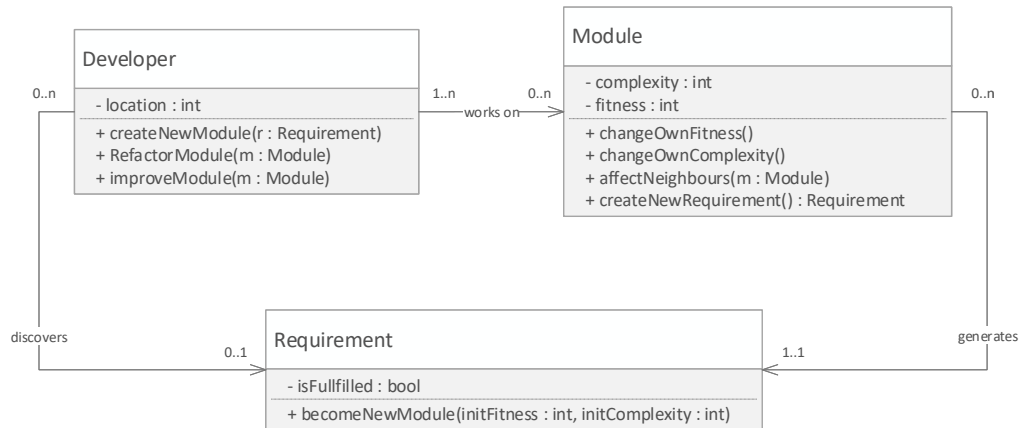 Developer
- location : int
+ createNewModule(r : Requirement)
+ RefactorModule(m : Module)
+ improveModule(m : Module)
0..n
1..n
works on
0..n
Module
- complexity : int
- fitness : int
+ changeOwnFitness()
+ changeOwnComplexity()
+ affectNeighbours(m : Module)
+ createNewRequirement() : Requirement
0..n
discovers
0..1
Requirement
- isFullfilled : bool
+ becomeNewModule(initFitness : int, initComplexity : int)
1..1
generates